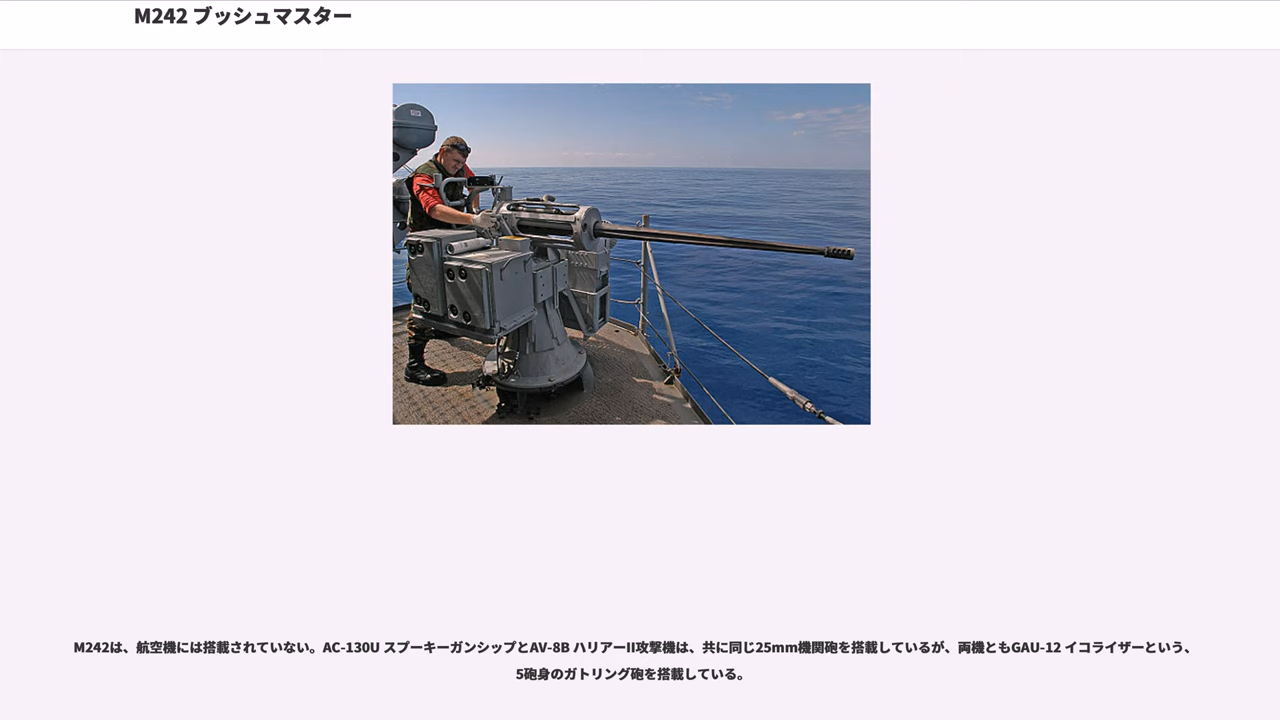 M242 ブッシュマスター
M242は、航空機には搭載されていない。AC-130U スプーキーガンシップとAV-8B ハリアーII攻撃機は、共に同じ25mm機関砲を搭載しているが、両機ともGAU-12 イコライザーという、
5砲身のガトリング砲を搭載している。